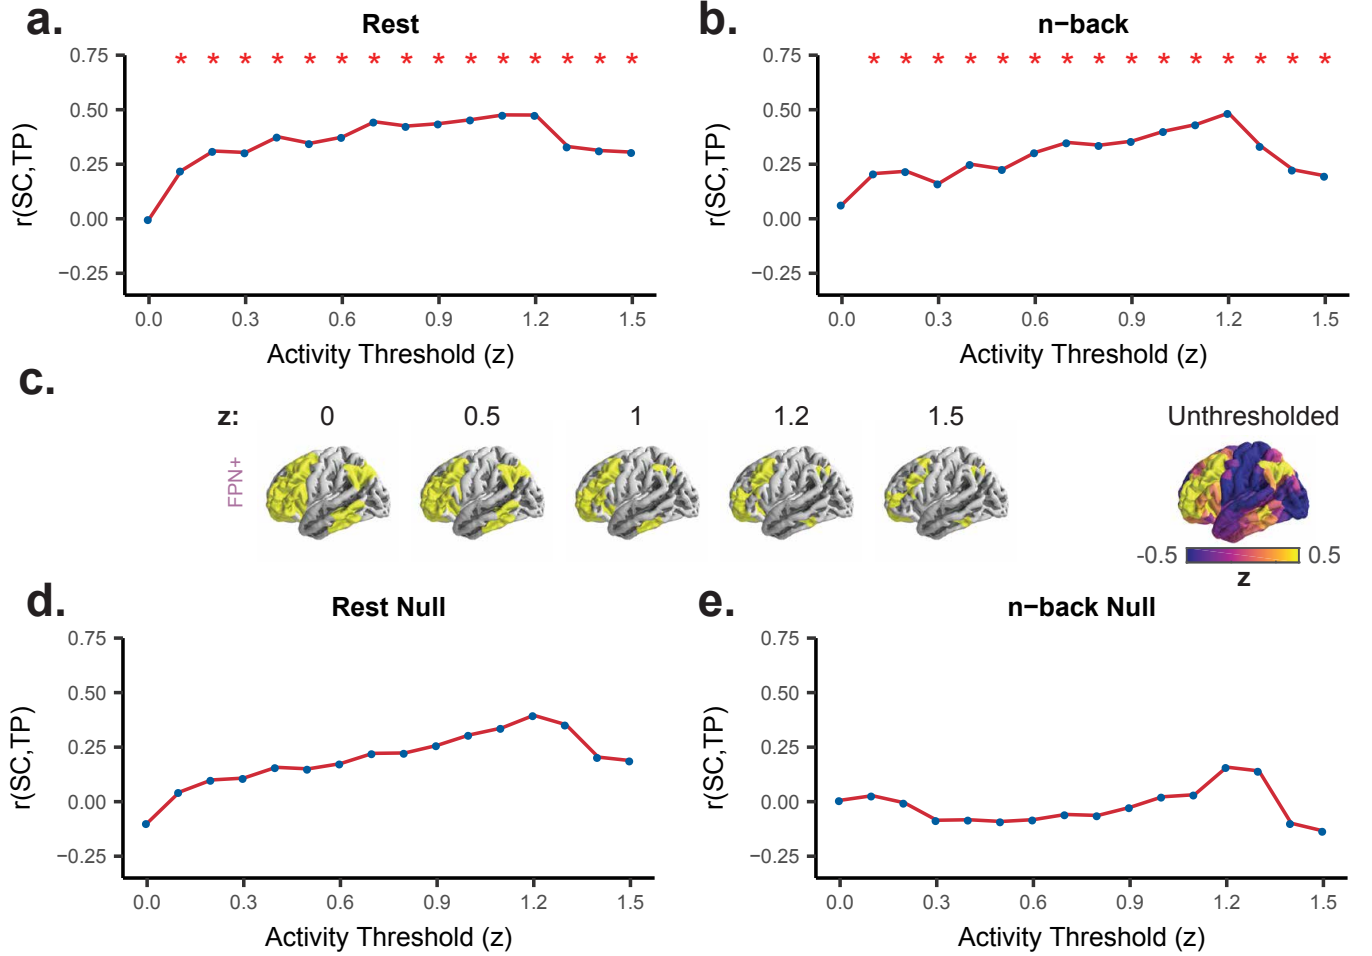 a.
Rest
* * * * * * * * * * * * * * *
0.75
0.50
0.25
0.00
−0.25
r(SC,TP)
0.0 0.3 0.6 0.9 1.2 1.5
Activity Threshold (z)
b.
n−back
* * * * * * * * * * * * * * *
0.75
0.50
0.25
0.00
−0.25
r(SC,TP)
0.0 0.3 0.6 0.9 1.2 1.5
Activity Threshold (z)
c.
z: 0 0.5 1 1.2 1.5 Unthresholded
FPN+
-0.5 0.5
z
d.
Rest Null
0.75
0.50
0.25
0.00
−0.25
r(SC,TP)
0.0 0.3 0.6 0.9 1.2 1.5
Activity Threshold (z)
e.
n−back Null
0.75
0.50
0.25
0.00
−0.25
r(SC,TP)
0.0 0.3 0.6 0.9 1.2 1.5
Activity Threshold (z)